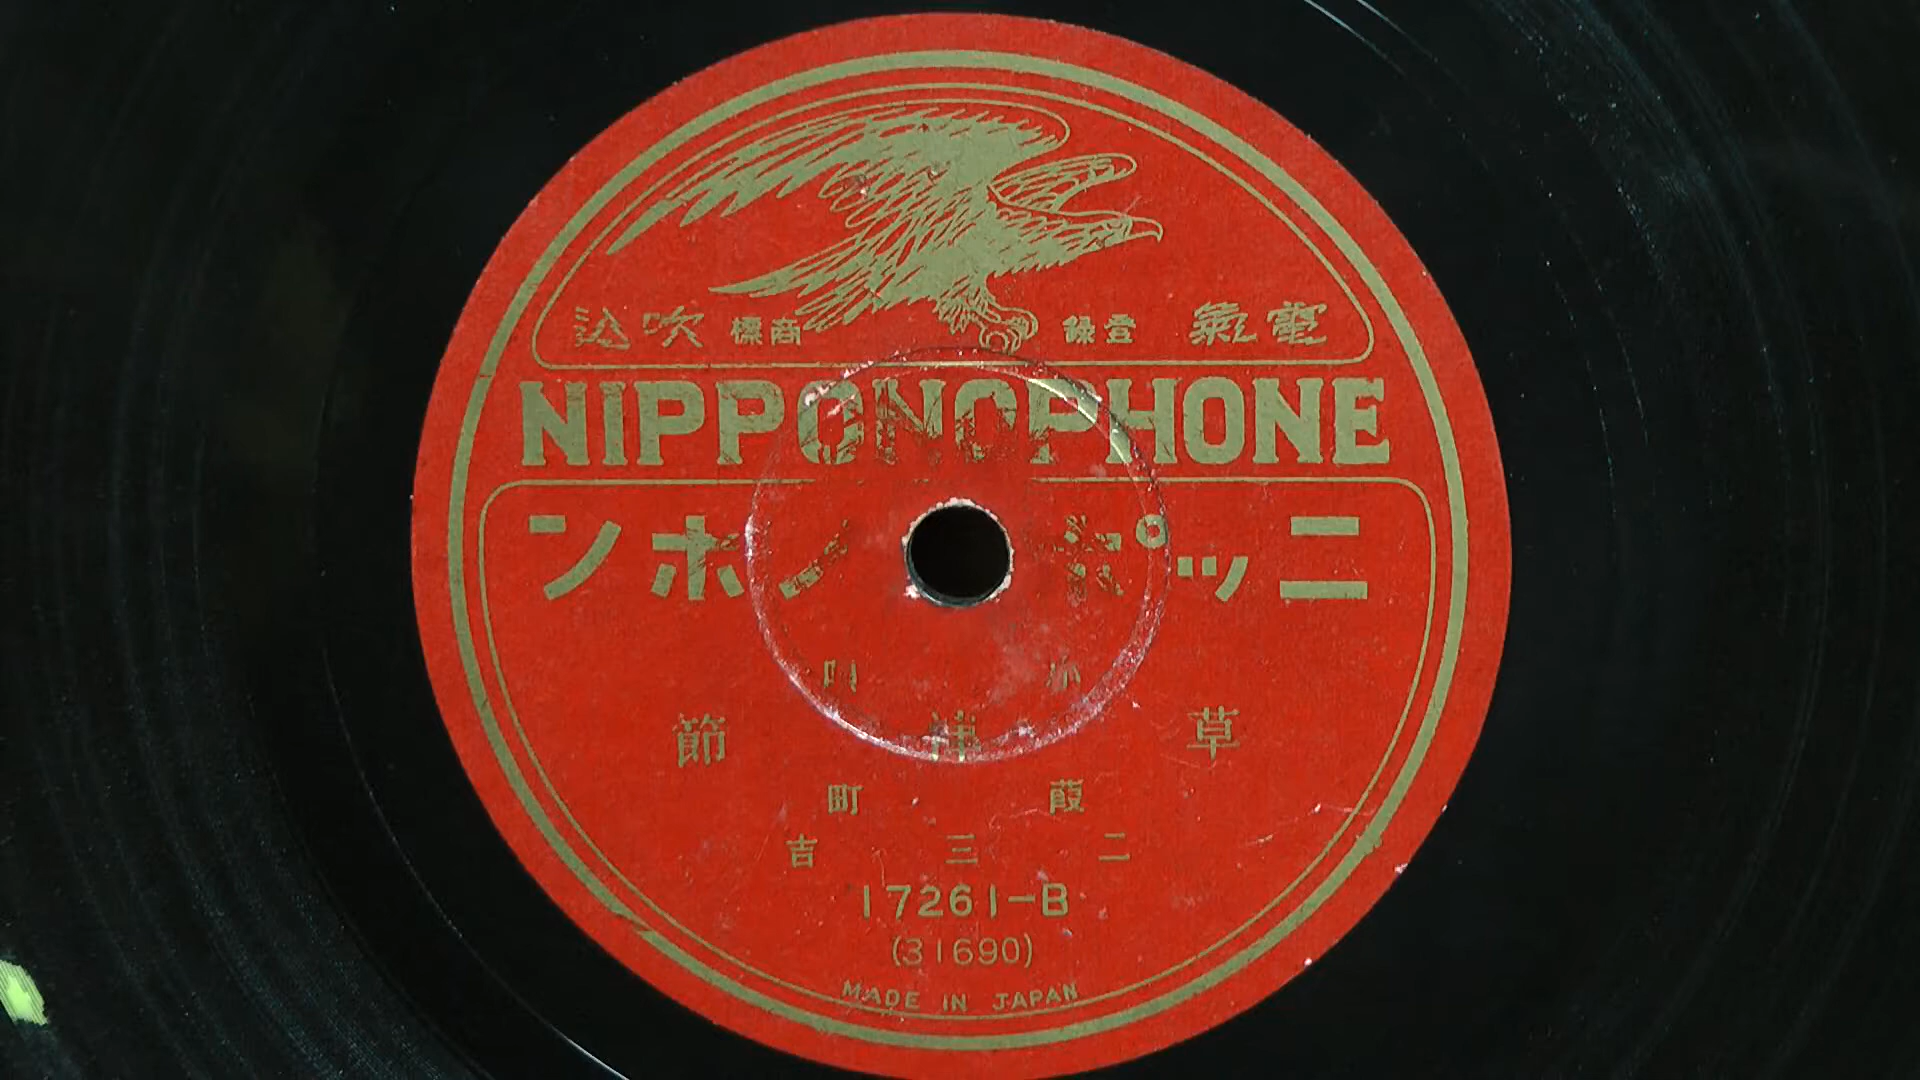 電氣 登録 商標 吹込
NIPPONOPHONE
ニッポノホン
小唄
草津節
葭町
二三吉
17261-B
(31690)
MADE IN JAPAN